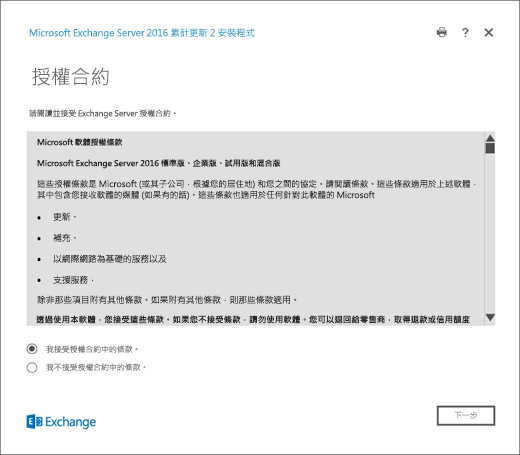 Microsoft Exchange Server 2016 累計更新 2 安裝程式
?
授權合約
請閱讀並接受 Exchange Server 授權合約。
Microsoft 軟體授權條款
Microsoft Exchange Server 2016 標準版、企業版、試用版和混合版
這些授權條款是 Microsoft (或其子公司，根據您的居住地) 和您之間的協定。請閱讀條款。這些條款適用於上述軟體，
其中包含您接收軟體的媒體 (如果有的話)。這些條款也適用於任何針對此軟體的 Microsoft
• 更新、
• 補充、
• 以網際網路為基礎的服務以及
• 支援服務，
除非那些項目附有其他條款。如果附有其他條款，則那些條款適用。
透過使用本軟體，您接受這些條款。如果您不接受條款，請勿使用軟體。您可以退回給零售商，取得退款或信用額度
我接受授權合約中的條款。
我不接受授權合約中的條款。
Exchange
下一步